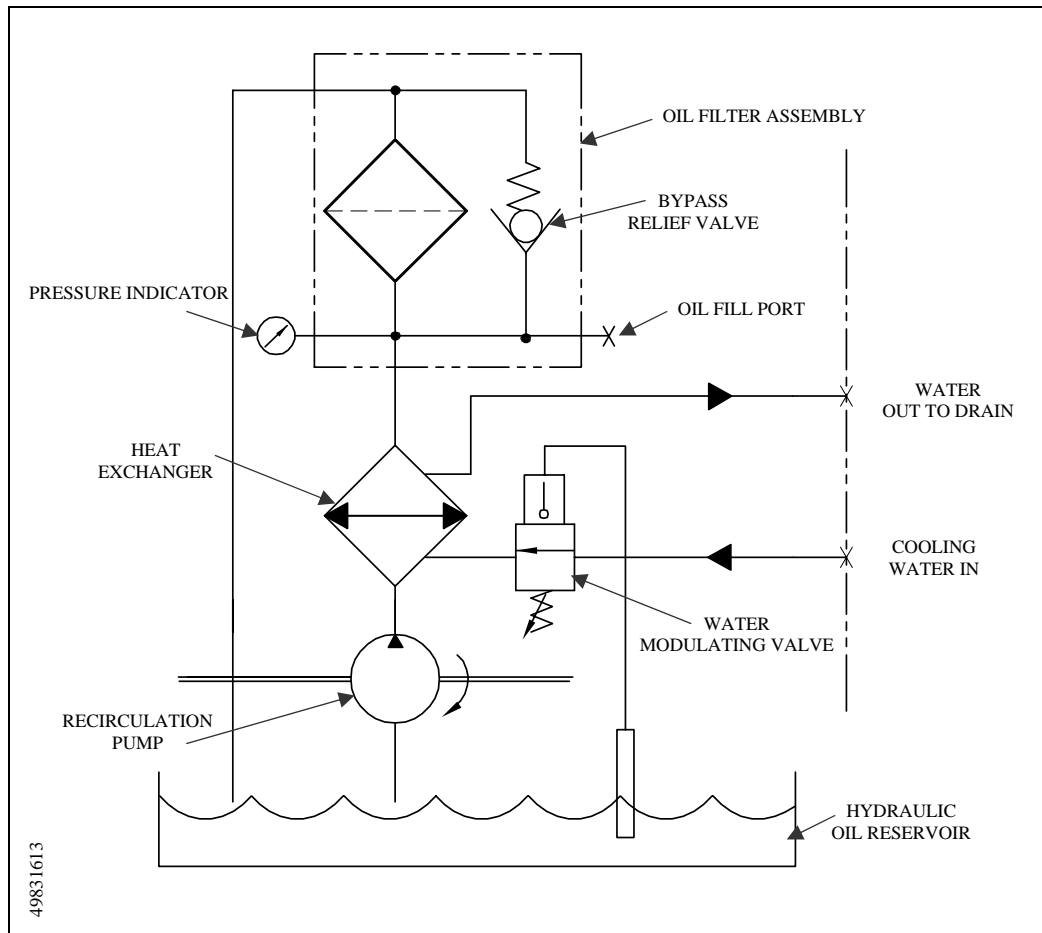 OIL FILTER ASSEMBLY
BYPASS
RELIEF VALVE
PRESSURE INDICATOR
OIL FILL PORT
WATER
OUT TO DRAIN
HEAT
EXCHANGER
COOLING
WATER IN
WATER
MODULATING VALVE
RECIRCULATION
PUMP
HYDRAULIC
OIL RESERVOIR
49831613